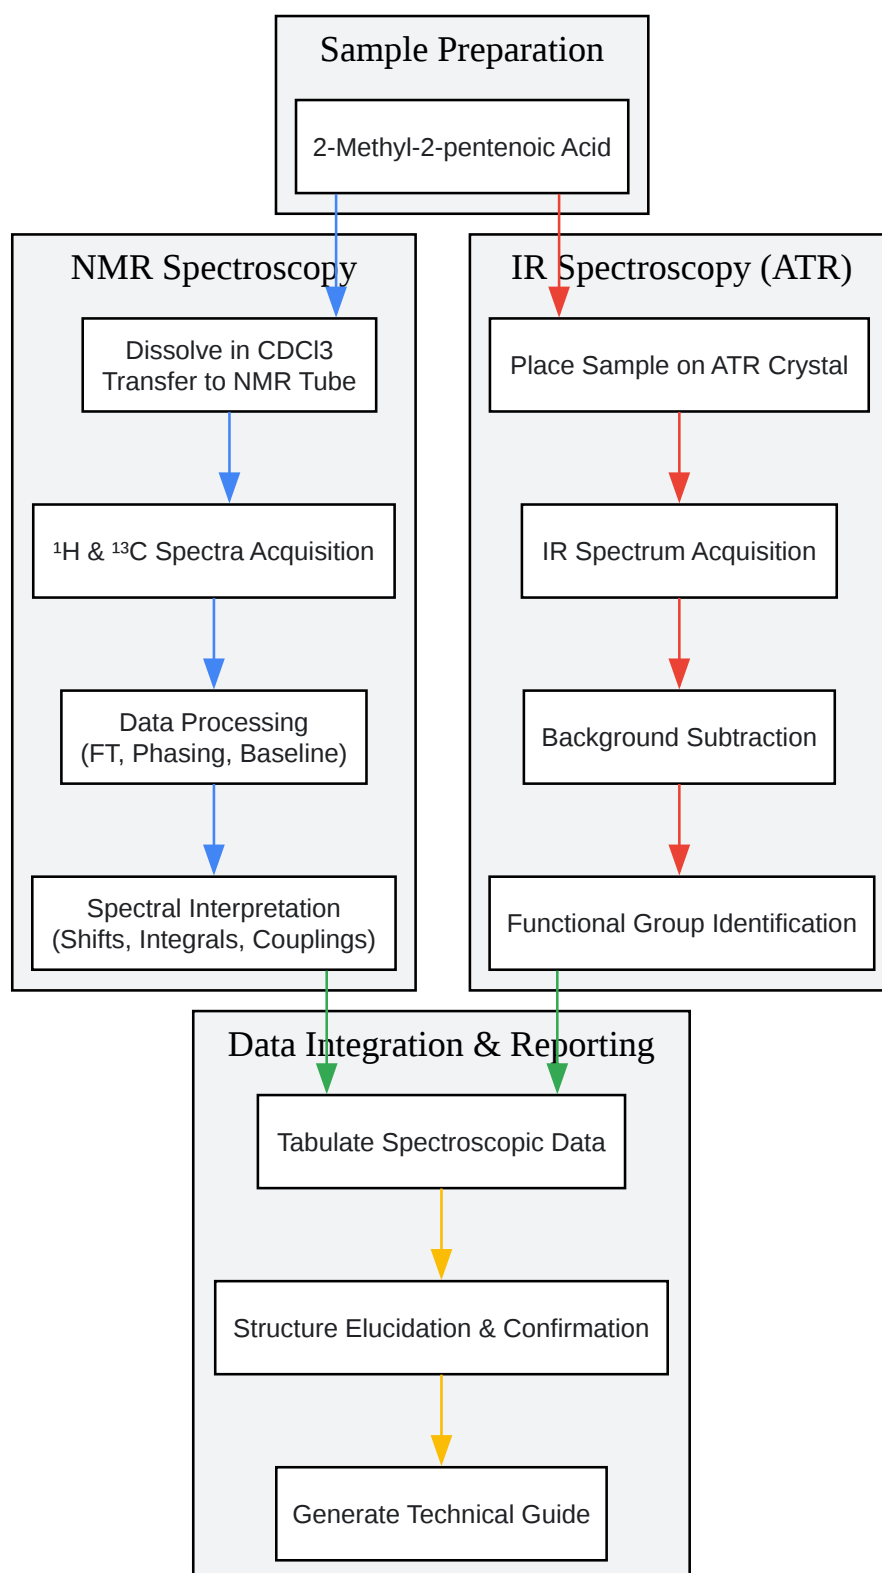 Sample Preparation
2-Methyl-2-pentenoic Acid
NMR Spectroscopy
Dissolve in CDCl3
Transfer to NMR Tube
¹H & ¹³C Spectra Acquisition
Data Processing
(FT, Phasing, Baseline)
Spectral Interpretation
(Shifts, Integrals, Couplings)
IR Spectroscopy (ATR)
Place Sample on ATR Crystal
IR Spectrum Acquisition
Background Subtraction
Functional Group Identification
Data Integration & Reporting
Tabulate Spectroscopic Data
Structure Elucidation & Confirmation
Generate Technical Guide